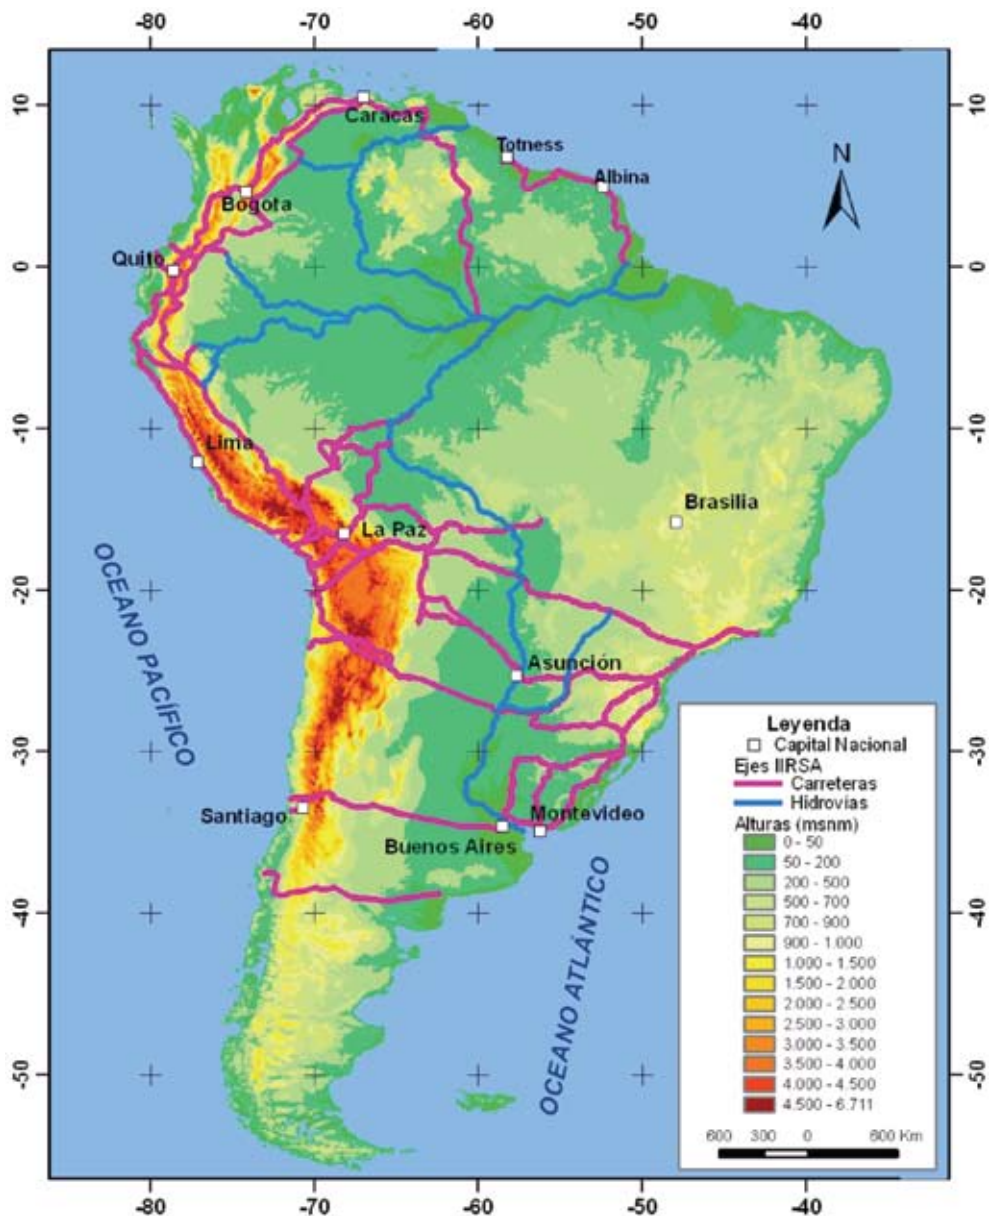 -80 -70 -60 -50 -40
10 10
Caracas
Totness
Albina
N
Bogota
Quito
0 0
-10 -10
Lima
Brasilia
La Paz
OCEANO PACÍFICO
-20 -20
Asunción
Leyenda
Capital Nacional
Ejes IIRSA
Carreteras
Hidrovías
-30 -30
Santiago
Montevideo
Buenos Aires
Alturas (msnm)
0 - 50
50 - 200
200 - 500
500 - 700
700 - 900
900 - 1.000
1.000 - 1.500
1.500 - 2.000
2.000 - 2.500
2.500 - 3.000
3.000 - 3.500
3.500 - 4.000
4.000 - 4.500
4.500 - 6.711
-40 -40
OCEANO ATLÁNTICO
-50 -50
600 300 0 600 Km
-80 -70 -60 -50 -40